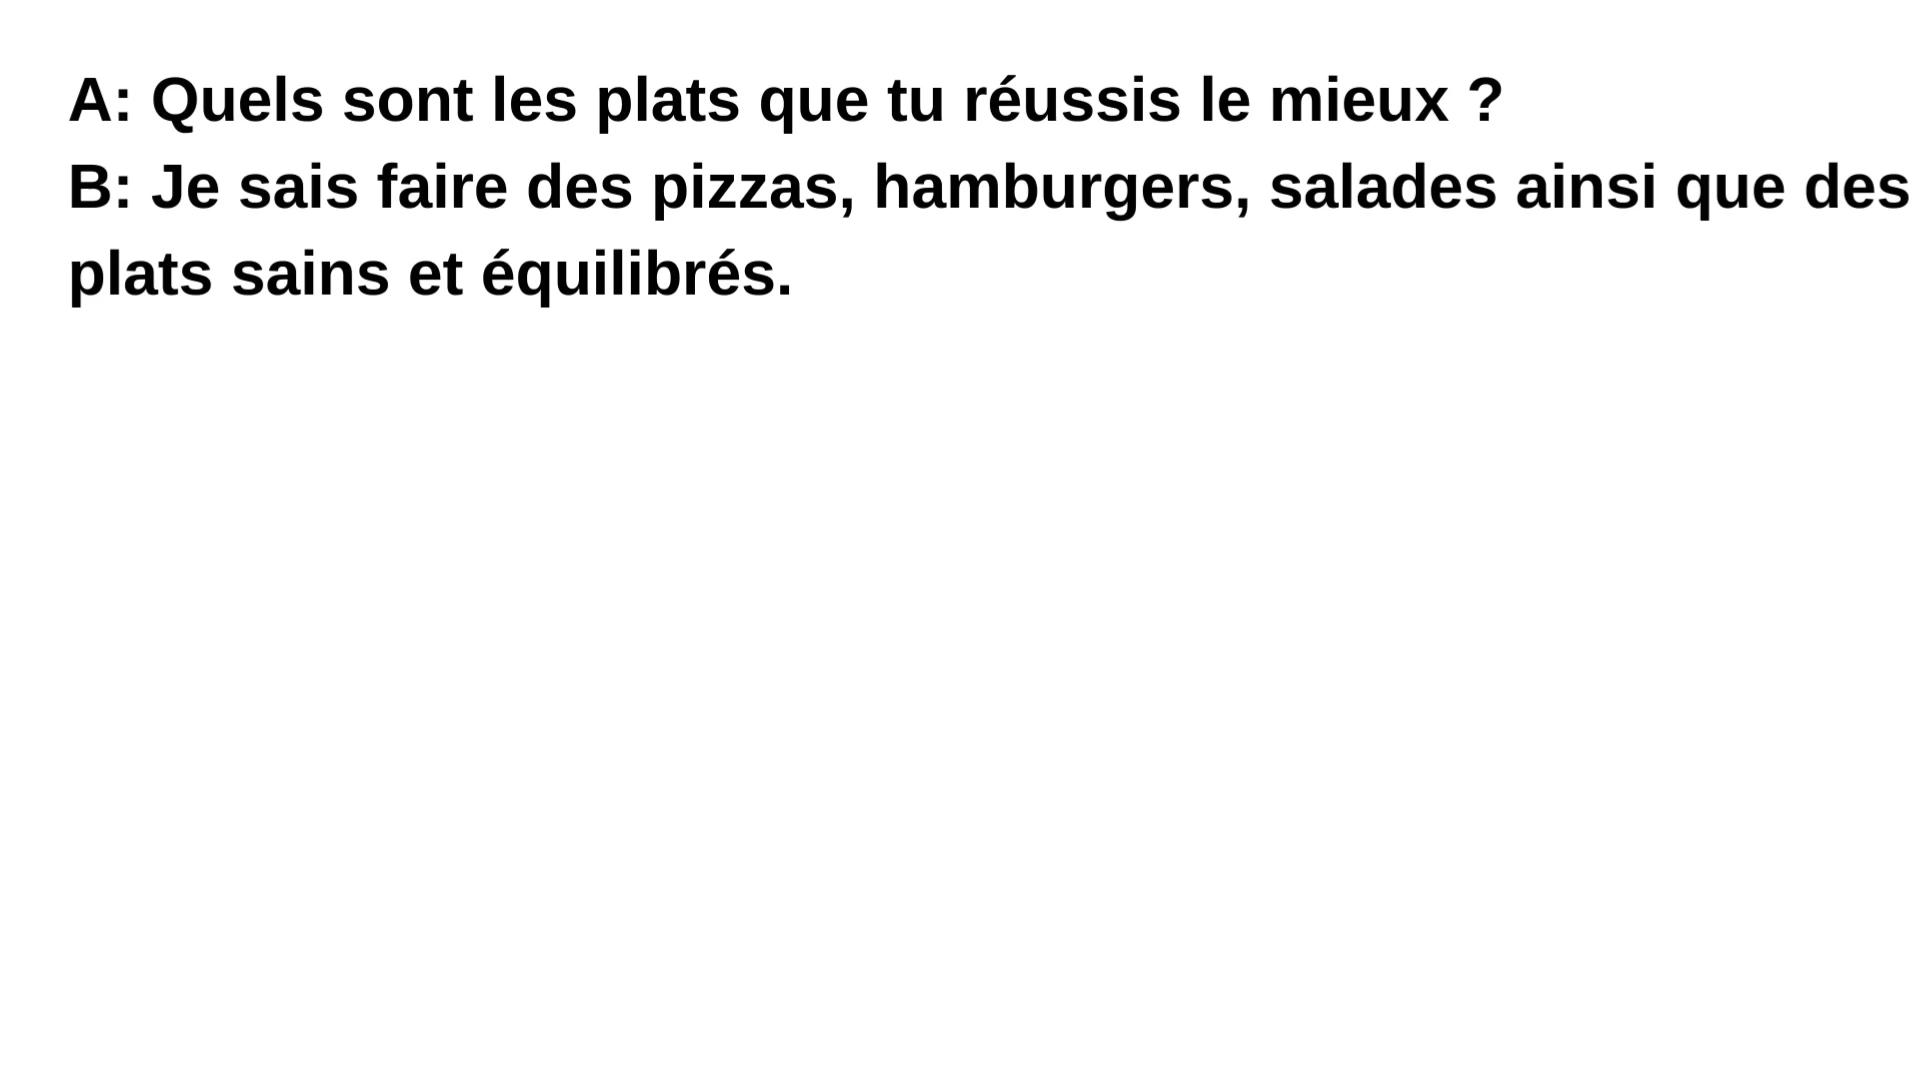 A: Quels sont les plats que tu réussis le mieux ?
B: Je sais faire des pizzas, hamburgers, salades ainsi que des
plats sains et équilibrés.